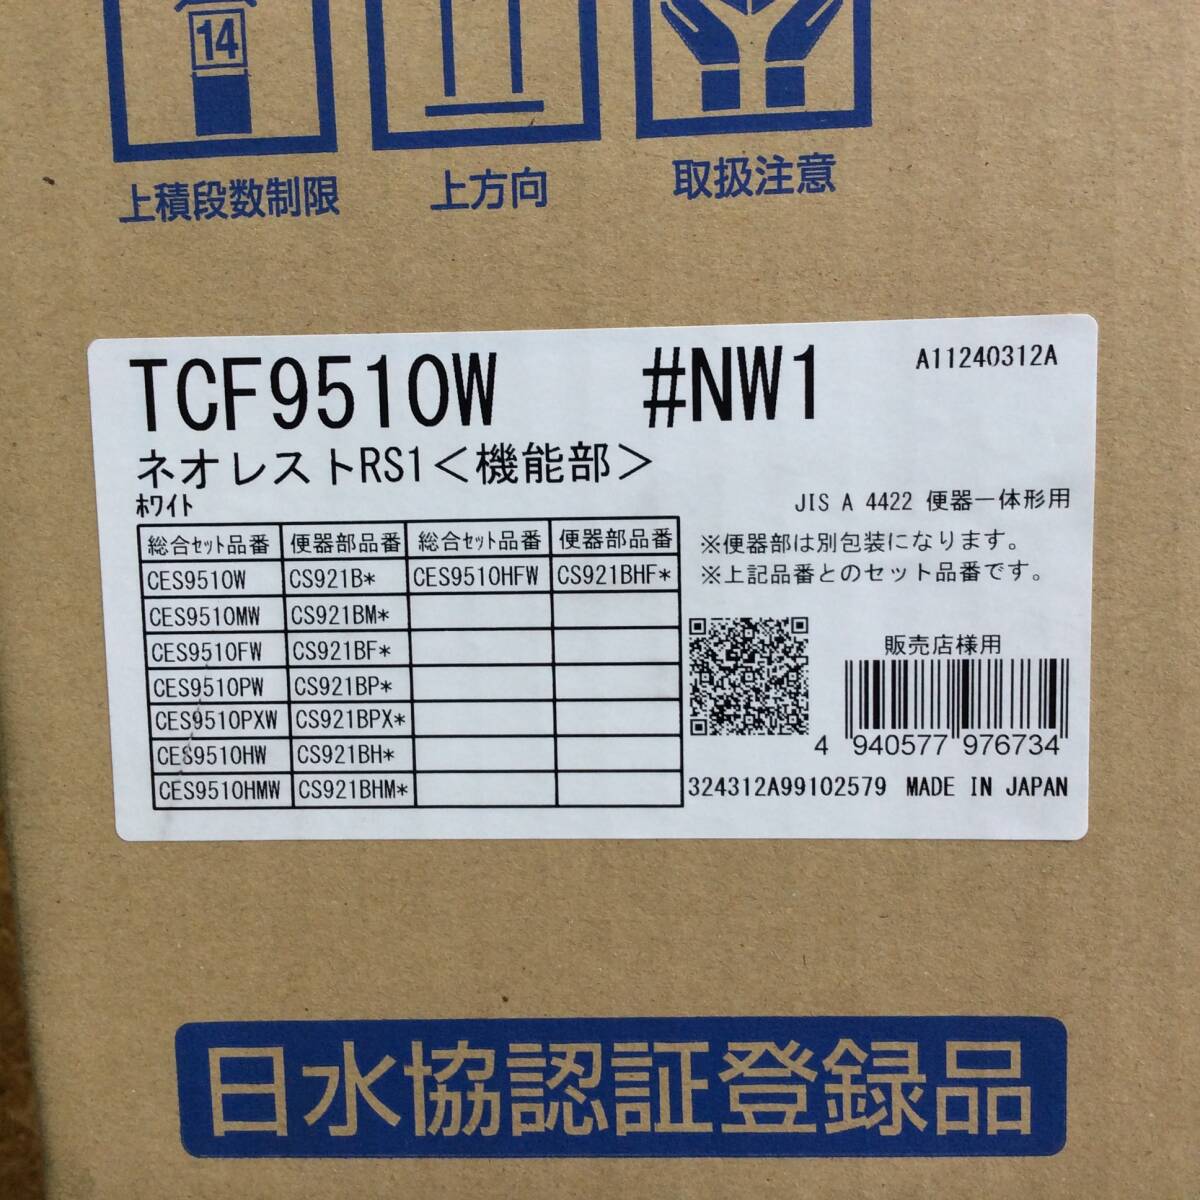 14
上積段数制限 上方向 取扱注意
TCF9510W #NW1 A11240312A
ネオレストRS1＜機能部＞
ﾎﾜｲﾄ
JIS A 4422 便器一体形用
総合ｾｯﾄ品番 便器部品番 総合ｾｯﾄ品番 便器部品番
※便器部は別包装になります。
CES9510W CS921B* CES9510HFW CS921BHF*
※上記品番とのセット品番です。
CES9510MW CS921BM*
CES9510FW CS921BF*
CES9510PW CS921BP*
CES9510PXW CS921BPX*
CES9510HW CS921BH*
CES9510HMW CS921BHM*
販売店様用
4 940577 976734
324312A99102579 MADE IN JAPAN
日水協認証登録品